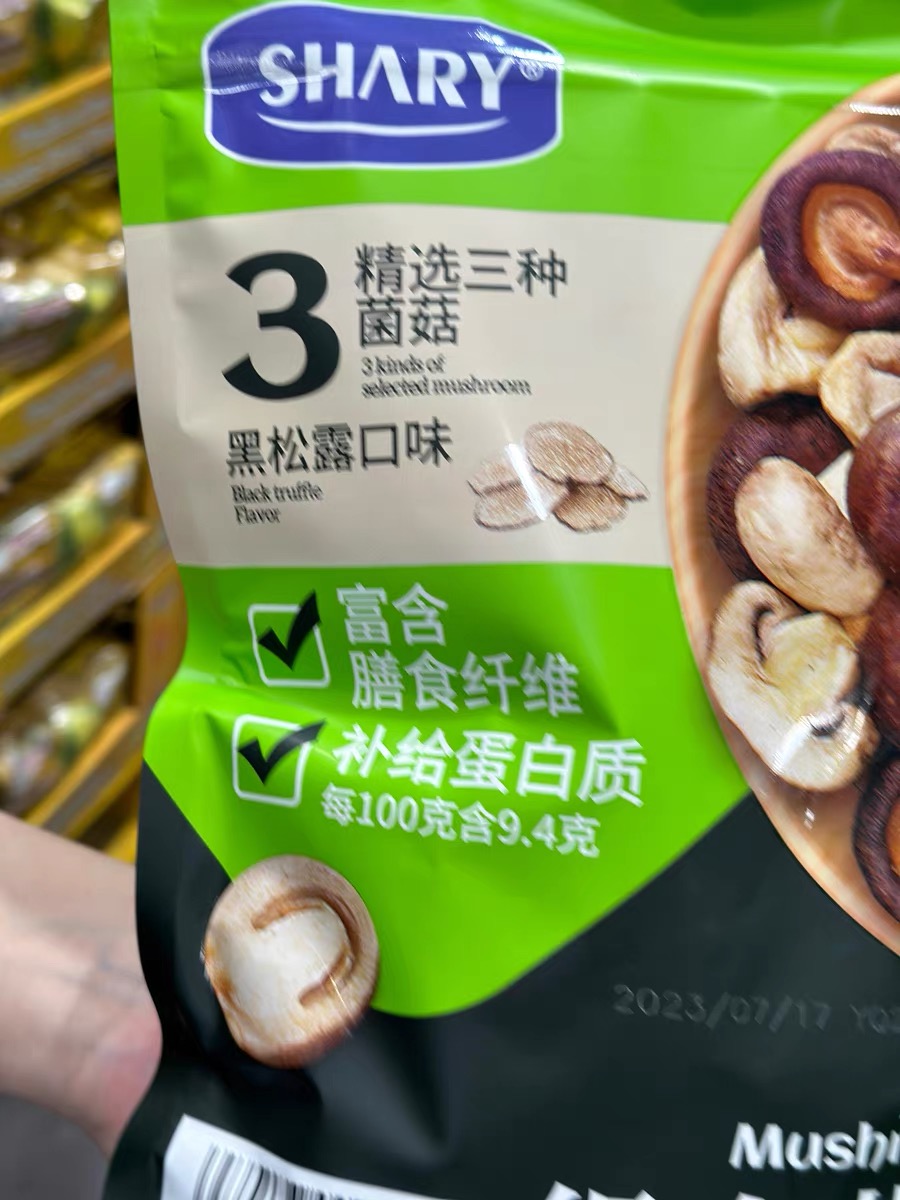 SHARY®
3
精选三种
菌菇
3 kinds of
selected mushroom
黑松露口味
Black truffle
Flavor
富含
膳食纤维
补给蛋白质
每100克含9.4克
2023/07/17